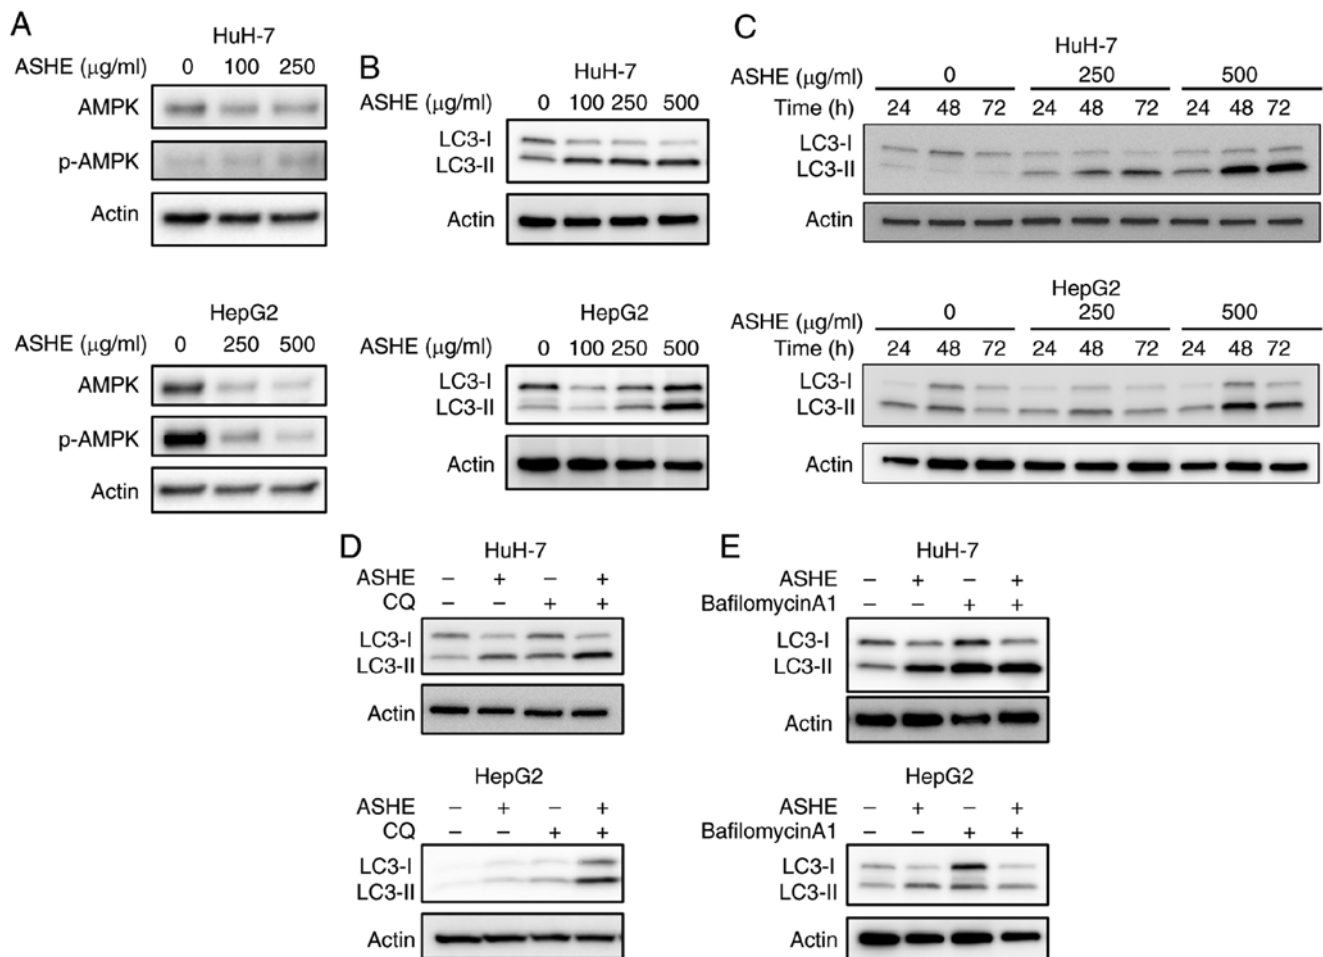 A
HuH-7
ASHE (μg/ml) 0 100 250
AMPK
p-AMPK
Actin
HepG2
ASHE (μg/ml) 0 250 500
AMPK
p-AMPK
Actin
B
HuH-7
ASHE (μg/ml)
0 100 250 500
LC3-I
LC3-II
Actin
HepG2
ASHE (μg/ml) 0 100 250 500
LC3-I
LC3-II
Actin
C
HuH-7
ASHE (μg/ml) 0 250 500
Time (h) 24 48 72 24 48 72 24 48 72
LC3-I
LC3-II
Actin
HepG2
ASHE (μg/ml) 0 250 500
Time (h) 24 48 72 24 48 72 24 48 72
LC3-I
LC3-II
Actin
D
HuH-7
ASHE − + − +
CQ − − + +
LC3-I
LC3-II
Actin
HepG2
ASHE − + − +
CQ − − + +
LC3-I
LC3-II
Actin
E
HuH-7
ASHE − + − +
BafilomycinA1 − − + +
LC3-I
LC3-II
Actin
HepG2
ASHE − + − +
BafilomycinA1 − − + +
LC3-I
LC3-II
Actin